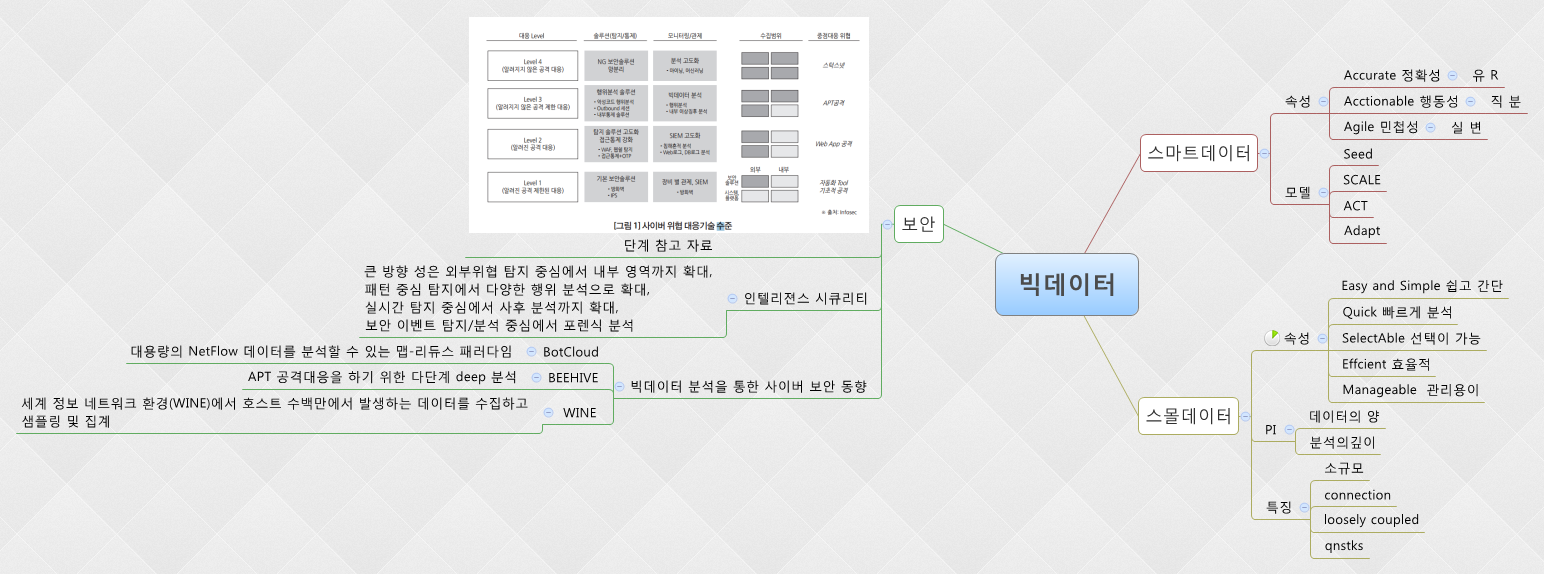 대응 Level 솔루션(탐지/통제) 모니터링/관제 수집범위 중점대응 위협
Level 4
(알려지지 않은 공격 대응)
NG 보안솔루션
망분리
분석 고도화
• 마이닝, 머신러닝
스턱스넷
Level 3
(알려지지 않은 공격 제한 대응)
행위분석 솔루션
• 악성코드 행위분석
• Outbound 세션
• 내부통제 솔루션
빅데이터 분석
• 행위분석
• 내부 이상징후 분석
APT공격
Level 2
(알려진 공격 대응)
탐지 솔루션 고도화
접근통제 강화
• WAF, 웹쉘 탐지
• 접근통제+OTP
SIEM 고도화
• 침해흔적 분석
• Web로그, DB로그 분석
Web App 공격
Level 1
(알려진 공격 제한된 대응)
기본 보안솔루션
• 방화벽
• IPS
장비 별 관제, SIEM
• 방화벽
외부 내부
보안
솔루션
시스템,
플랫폼
자동화 Tool
기초적 공격
※ 출처: Infosec
[그림 1] 사이버 위협 대응기술 수준
단계 참고 자료
보안
큰 방향 성은 외부위협 탐지 중심에서 내부 영역까지 확대,
패턴 중심 탐지에서 다양한 행위 분석으로 확대,
실시간 탐지 중심에서 사후 분석까지 확대,
보안 이벤트 탐지/분석 중심에서 포렌식 분석
인텔리젼스 시큐리티
대용량의 NetFlow 데이터를 분석할 수 있는 맵-리듀스 패러다임
BotCloud
APT 공격대응을 하기 위한 다단계 deep 분석
BEEHIVE
세계 정보 네트워크 환경(WINE)에서 호스트 수백만에서 발생하는 데이터를 수집하고
샘플링 및 집계
WINE
빅데이터 분석을 통한 사이버 보안 동향
빅데이터
스마트데이터
속성
Accurate 정확성 유 R
Acctionable 행동성 직 분
Agile 민첩성 실 변
모델
Seed
SCALE
ACT
Adapt
스몰데이터
속성
Easy and Simple 쉽고 간단
Quick 빠르게 분석
SelectAble 선택이 가능
Effcient 효율적
Manageable 관리용이
PI
데이터의 양
분석의깊이
특징
소규모
connection
loosely coupled
qnstks